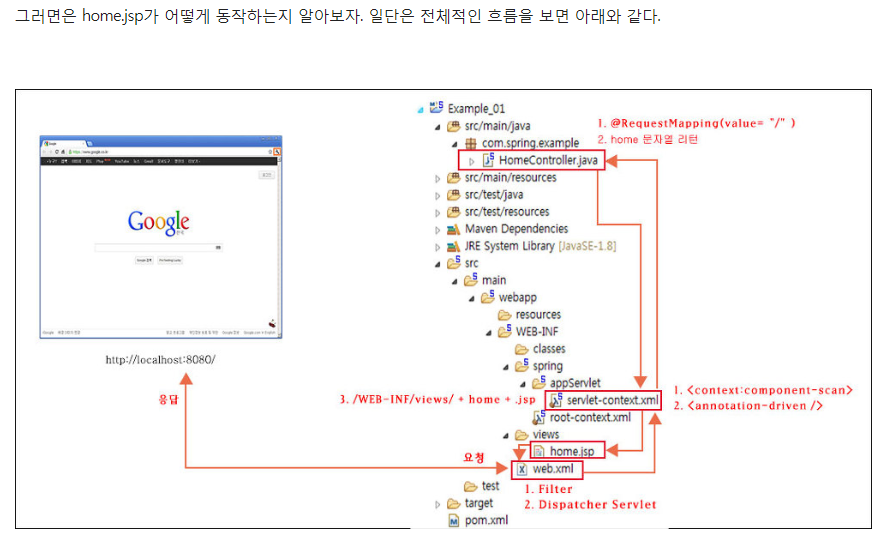 그러면은 home.jsp가 어떻게 동작하는지 알아보자. 일단은 전체적인 흐름을 보면 아래와 같다.
Example_01
src/main/java
1. @RequestMapping(value= "/" )
com.spring.example
2. home 문자열 리턴
HomeController.java
src/main/resources
src/test/java
src/test/resources
Maven Dependencies
JRE System Library [JavaSE-1.8]
src
main
webapp
resources
WEB-INF
classes
spring
appServlet
servlet-context.xml
root-context.xml
views
home.jsp
web.xml
test
target
pom.xml
Google
http://localhost:8080/
응답
요청
3. /WEB-INF/views/ + home + .jsp
1. <context:component-scan>
2. <annotation-driven />
1. Filter
2. Dispatcher Servlet